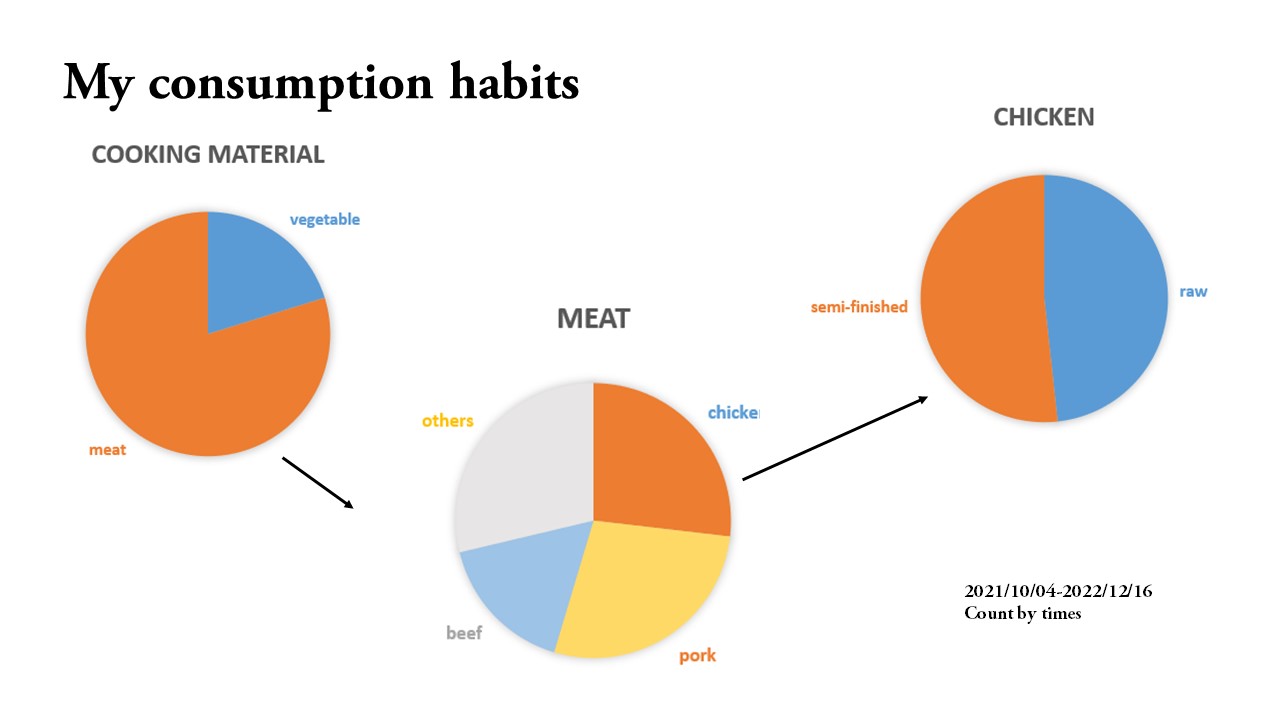 My consumption habits
COOKING MATERIAL
vegetable
meat
MEAT
others
chicke
beef
pork
CHICKEN
semi-finished
raw
2021/10/04-2022/12/16
Count by times